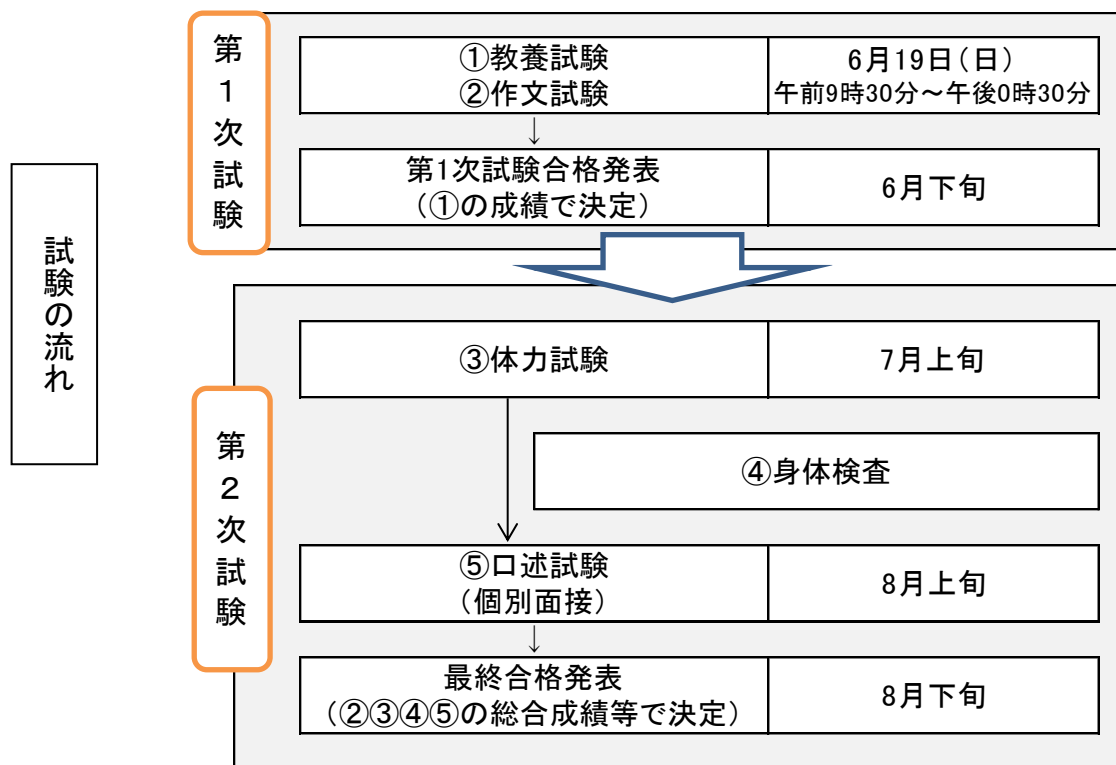 試験の流れ
第1次試験
①教養試験
②作文試験
6月19日(日)
午前9時30分～午後0時30分
↓
第1次試験合格発表
(①の成績で決定)
6月下旬
第2次試験
③体力試験
7月上旬
④身体検査
⑤口述試験
(個別面接)
8月上旬
↓
最終合格発表
(②③④⑤の総合成績等で決定)
8月下旬